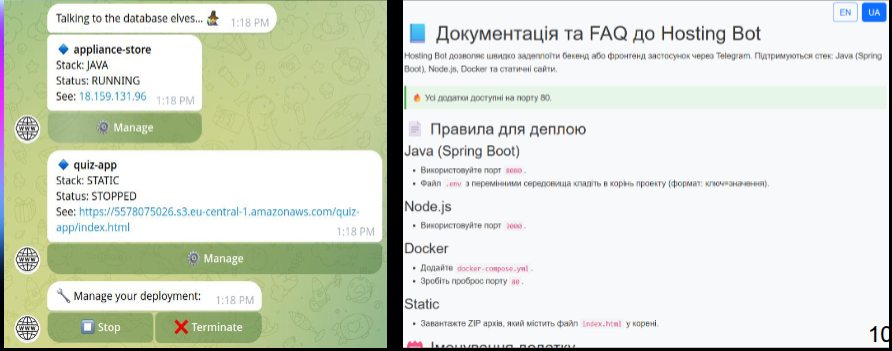 Talking to the database elves... 1:18 PM
appliance-store
Stack: JAVA
Status: RUNNING
See: 18.159.131.96 1:18 PM
Manage
quiz-app
Stack: STATIC
Status: STOPPED
See: https://5578075026.s3.eu-central-1.amazonaws.com/quiz-
app/index.html
1:18 PM
Manage
Manage your deployment: 1:18 PM
Stop Terminate
EN UA
Документація та FAQ до Hosting Bot
Hosting Bot дозволяє швидко задеплоїти бекенд або фронтенд застосунок через Telegram. Підтримуються стек: Java (Spring
Boot), Node.js, Docker та статичні сайти.
Усі додатки доступні на порту 80.
Правила для деплою
Java (Spring Boot)
Використовуйте порт 8080.
Файл .env з перемінними середовища кладіть в корінь проекту (формат: ключ=значення).
Node.js
Використовуйте порт 3000.
Docker
Додайте docker-compose.yml.
Зробіть проброс порту 80.
Static
Завантажте ZIP архів, який містить файл index.html у корені.
Іменування додатку
10